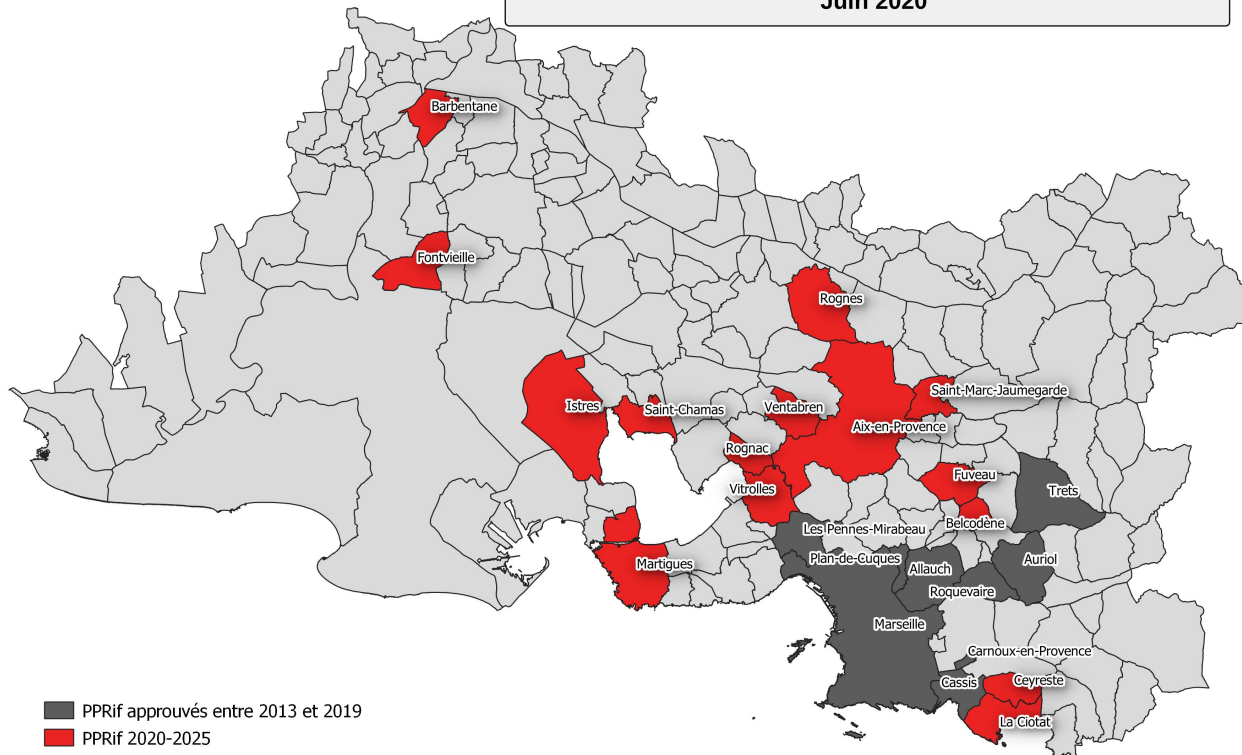 Juin 2020
Barbentane
Fontvieille
Rognes
Saint-Marc-Jaumegarde
Istres
Saint-Chamas
Ventabren
Aix-en-Provence
Rognac
Fuveau
Vitrolles
Trets
Belcodène
Les Pennes-Mirabeau
Plan-de-Cuques
Auriol
Martigues
Allauch
Roquevaire
Marseille
Carnoux-en-Provence
Cassis
Ceyreste
La Ciotat
PPRif approuvés entre 2013 et 2019
PPRif 2020-2025